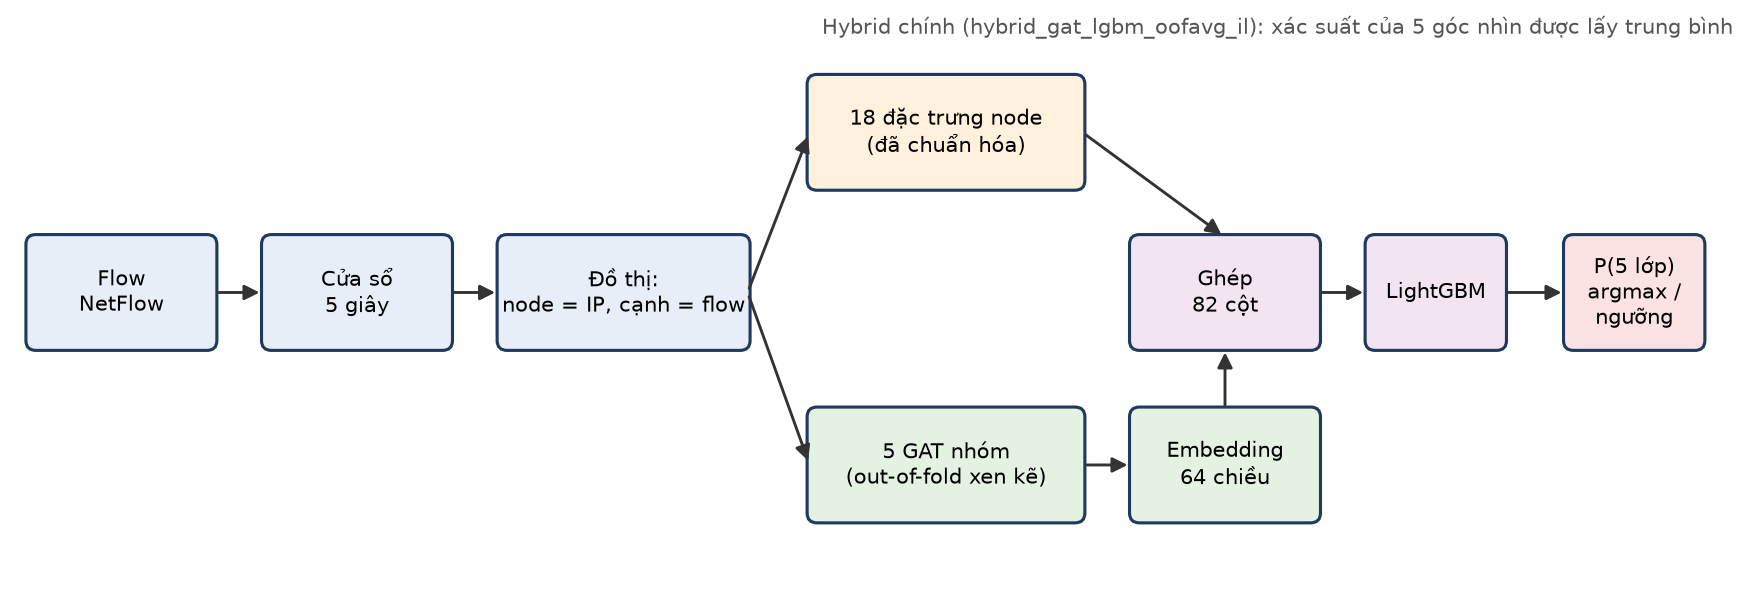 Hybrid chính (hybrid_gat_lgbm_oofavg_il): xác suất của 5 góc nhìn được lấy trung bình
18 đặc trưng node
(đã chuẩn hóa)
Flow
NetFlow
Cửa sổ
5 giây
Đồ thị:
node = IP, cạnh = flow
Ghép
82 cột
LightGBM
P(5 lớp)
argmax /
ngưỡng
5 GAT nhóm
(out-of-fold xen kẽ)
Embedding
64 chiều